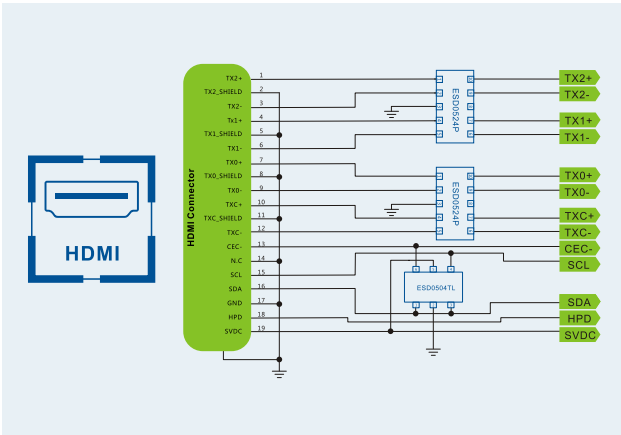 HDMI
HDMI Connector
TX2+ 1
TX2_SHIELD 2
TX2- 3
Tx1+ 4
TX1_SHIELD 5
TX1- 6
TX0+ 7
TX0_SHIELD 8
TX0- 9
TXC+ 10
TXC_SHIELD 11
TXC- 12
CEC- 13
N.C 14
SCL 15
SDA 16
GND 17
HPD 18
SVDC 19
ESD0524P
ESD0524P
ESD0504TL
TX2+
TX2-
TX1+
TX1-
TX0+
TX0-
TXC+
TXC-
CEC-
SCL
SDA
HPD
SVDC